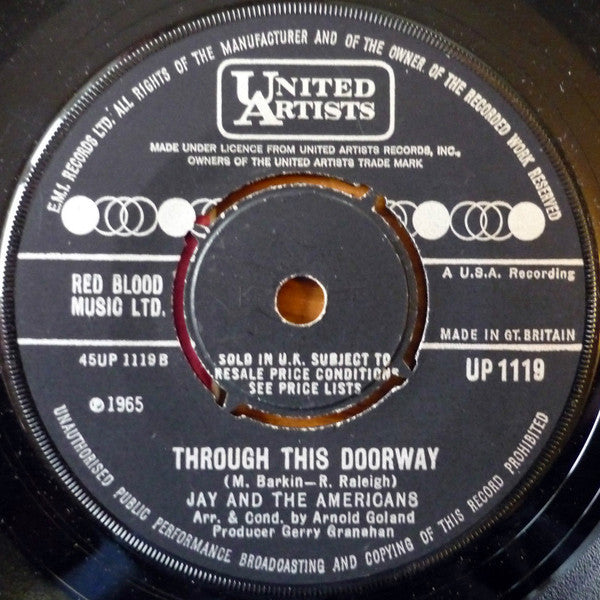 E.M.I. RECORDS LTD. ALL RIGHTS OF THE MANUFACTURER AND OF THE OWNER OF THE RECORDED WORK RESERVED
UNITED
ARTISTS
MADE UNDER LICENCE FROM UNITED ARTISTS RECORDS, INC.,
OWNERS OF THE UNITED ARTISTS TRADE MARK
RED BLOOD
MUSIC LTD.
A U.S.A. Recording
MADE IN GT. BRITAIN
45UP 1119 B
SOLD IN U.K. SUBJECT TO
RESALE PRICE CONDITIONS
SEE PRICE LISTS
UP 1119
℗ 1965
THROUGH THIS DOORWAY
(M. Barkin—R. Raleigh)
JAY AND THE AMERICANS
Arr. & Cond. by Arnold Goland
Producer Gerry Granahan
UNAUTHORISED PUBLIC PERFORMANCE BROADCASTING AND COPYING OF THIS RECORD PROHIBITED